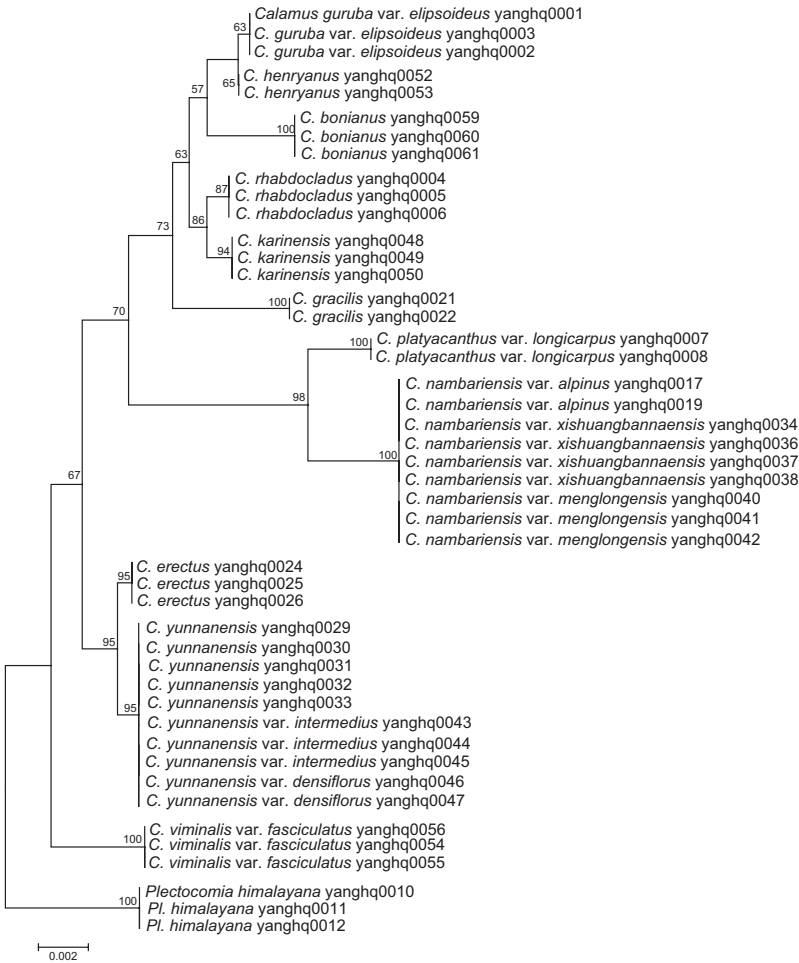 Calamus guruba var. elipsoideus yanghq0001
63
C. guruba var. elipsoideus yanghq0003
C. guruba var. elipsoideus yanghq0002
C. henryanus yanghq0052
65
C. henryanus yanghq0053
57
C. bonianus yanghq0059
100
C. bonianus yanghq0060
C. bonianus yanghq0061
63
C. rhabdocladus yanghq0004
87
C. rhabdocladus yanghq0005
C. rhabdocladus yanghq0006
86
73
C. karinensis yanghq0048
94
C. karinensis yanghq0049
C. karinensis yanghq0050
100
C. gracilis yanghq0021
C. gracilis yanghq0022
70
C. platyacanthus var. longicarpus yanghq0007
100
C. platyacanthus var. longicarpus yanghq0008
C. nambariensis var. alpinus yanghq0017
98
C. nambariensis var. alpinus yanghq0019
C. nambariensis var. xishuangbannaensis yanghq0034
C. nambariensis var. xishuangbannaensis yanghq0036
100
C. nambariensis var. xishuangbannaensis yanghq0037
C. nambariensis var. xishuangbannaensis yanghq0038
67
C. nambariensis var. menglongensis yanghq0040
C. nambariensis var. menglongensis yanghq0041
C. nambariensis var. menglongensis yanghq0042
C. erectus yanghq0024
95
C. erectus yanghq0025
C. erectus yanghq0026
95
C. yunnanensis yanghq0029
C. yunnanensis yanghq0030
C. yunnanensis yanghq0031
C. yunnanensis yanghq0032
C. yunnanensis yanghq0033
95
C. yunnanensis var. intermedius yanghq0043
C. yunnanensis var. intermedius yanghq0044
C. yunnanensis var. intermedius yanghq0045
C. yunnanensis var. densiflorus yanghq0046
C. yunnanensis var. densiflorus yanghq0047
C. viminalis var. fasciculatus yanghq0056
100
C. viminalis var. fasciculatus yanghq0054
C. viminalis var. fasciculatus yanghq0055
Plectocomia himalayana yanghq0010
100
Pl. himalayana yanghq0011
Pl. himalayana yanghq0012
0.002